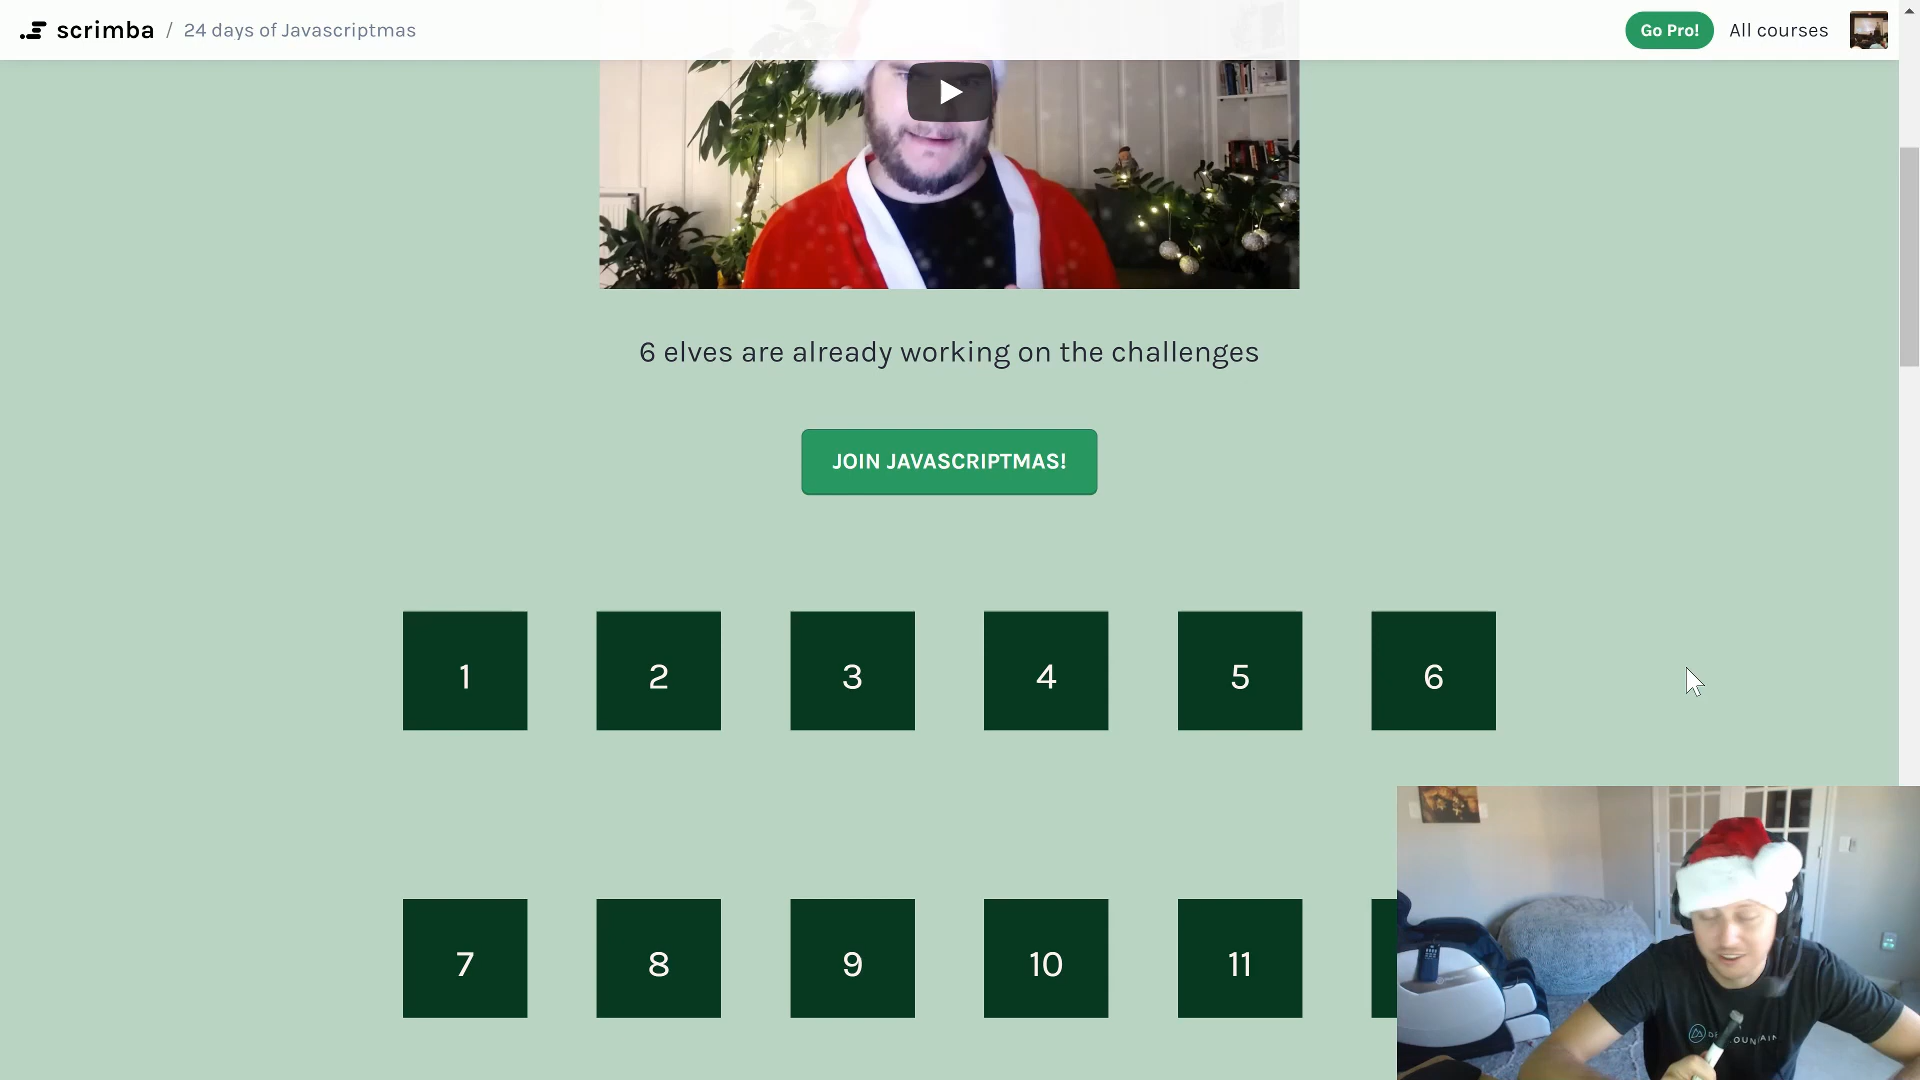 scrimba / 24 days of Javascriptmas
Go Pro! All courses
6 elves are already working on the challenges
JOIN JAVASCRIPTMAS!
1 2 3 4 5 6
7 8 9 10 11